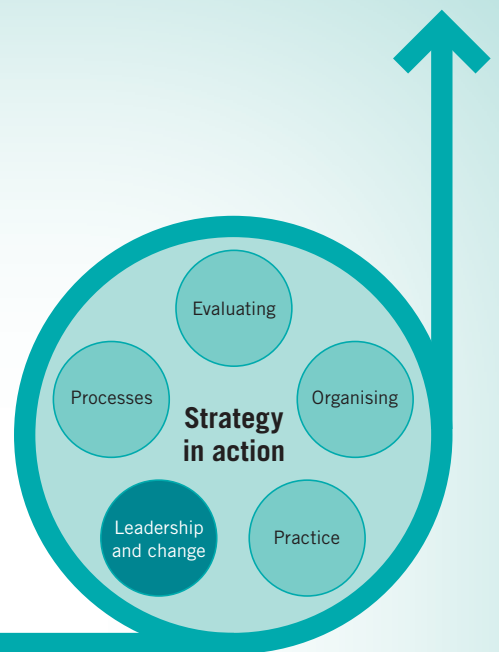 Evaluating
Processes
Organising
Strategy
in action
Leadership
and change
Practice